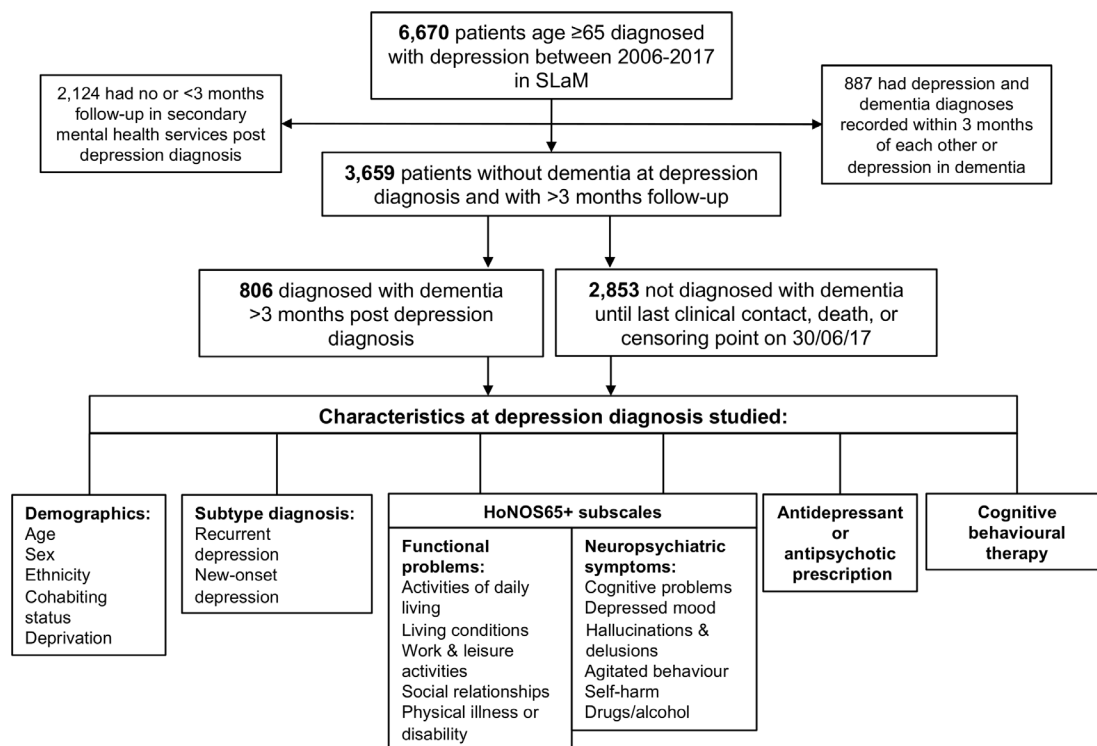 6,670 patients age ≥65 diagnosed
with depression between 2006-2017
in SLaM
2,124 had no or <3 months
follow-up in secondary
mental health services post
depression diagnosis
887 had depression and
dementia diagnoses
recorded within 3 months
of each other or
depression in dementia
3,659 patients without dementia at depression
diagnosis and with >3 months follow-up
806 diagnosed with dementia
>3 months post depression
diagnosis
2,853 not diagnosed with dementia
until last clinical contact, death, or
censoring point on 30/06/17
Characteristics at depression diagnosis studied:
Demographics:
Age
Sex
Ethnicity
Cohabiting
status
Deprivation
Subtype diagnosis:
Recurrent
depression
New-onset
depression
HoNOS65+ subscales
Functional
problems:
Activities of daily
living
Living conditions
Work & leisure
activities
Social relationships
Physical illness or
disability
Neuropsychiatric
symptoms:
Cognitive problems
Depressed mood
Hallucinations &
delusions
Agitated behaviour
Self-harm
Drugs/alcohol
Antidepressant
or
antipsychotic
prescription
Cognitive
behavioural
therapy